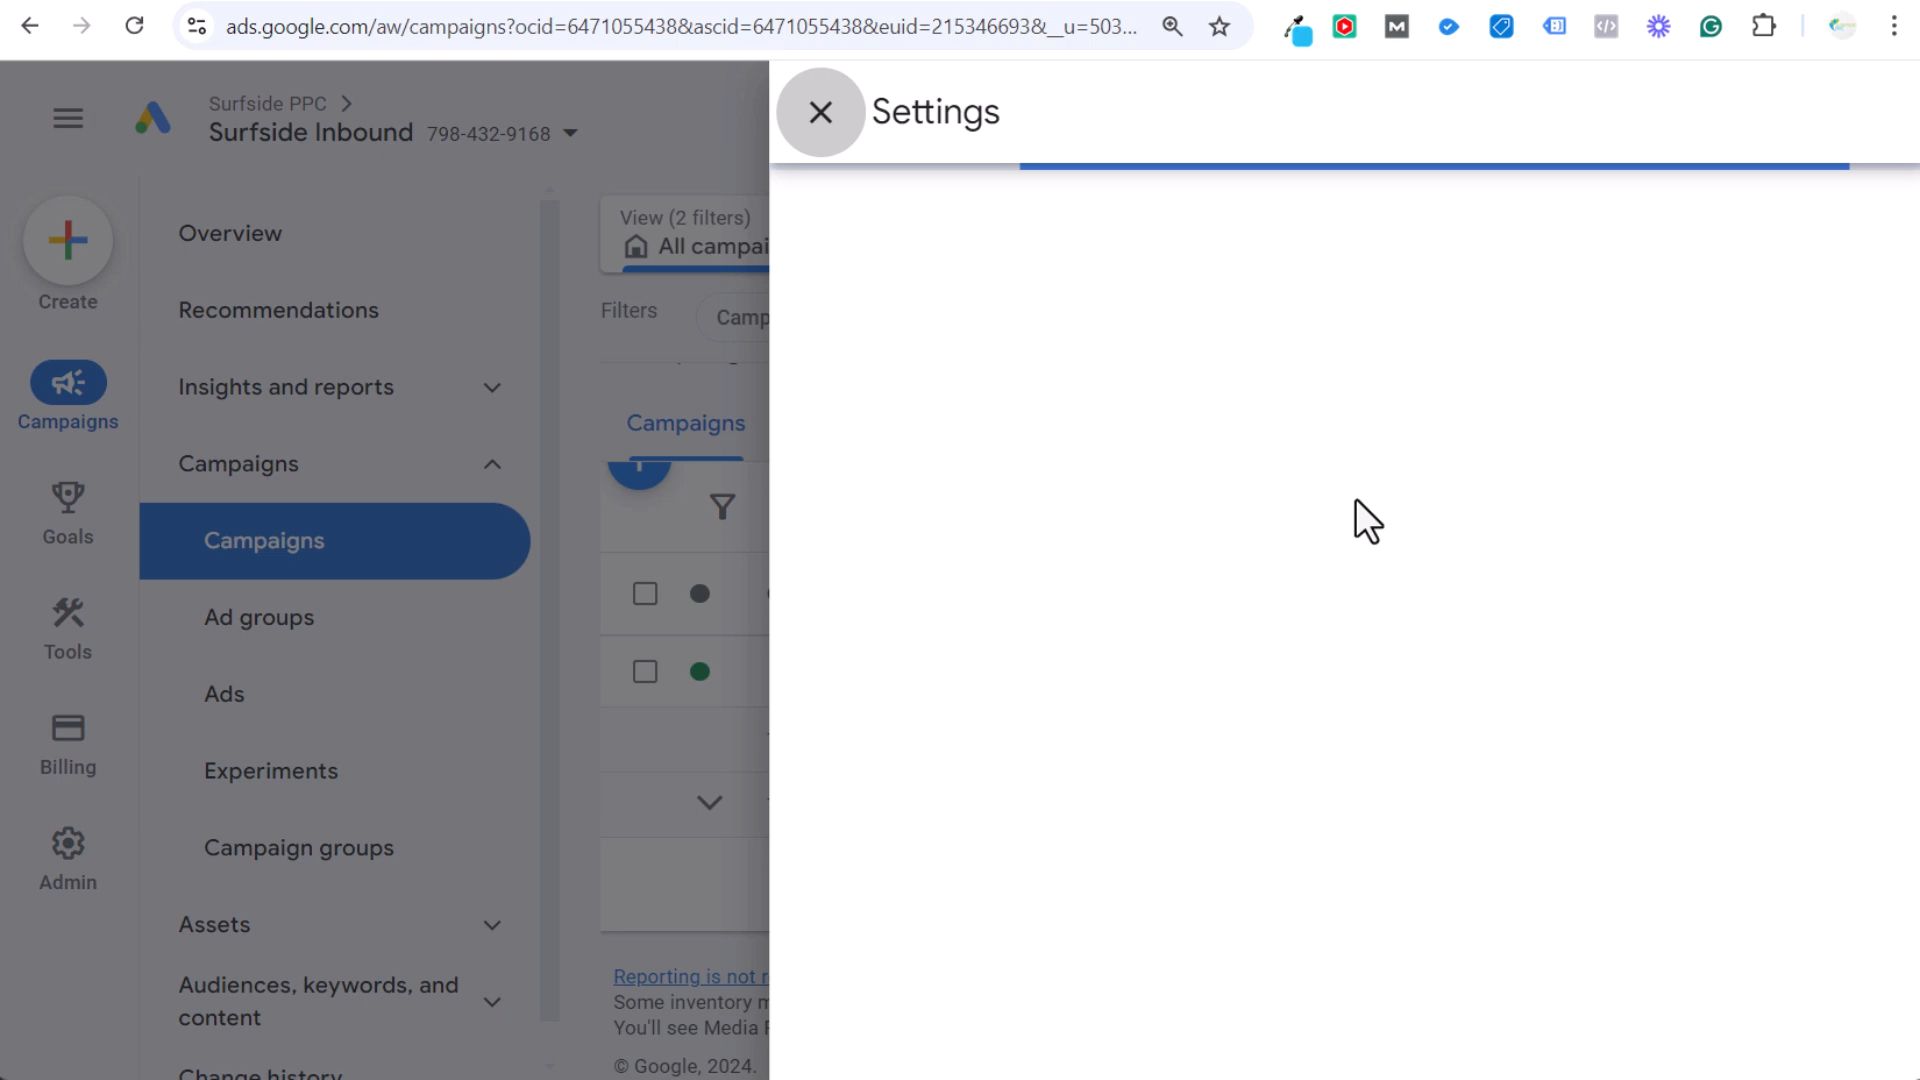 ads.google.com/aw/campaigns?ocid=6471055438&ascid=6471055438&euid=215346693&__u=503...
Surfside PPC
Surfside Inbound 798-432-9168
Settings
Create
Campaigns
Goals
Tools
Billing
Admin
Overview
Recommendations
Insights and reports
Campaigns
Campaigns
Ad groups
Ads
Experiments
Campaign groups
Assets
Audiences, keywords, and
content
Change history
View (2 filters)
All campai
Filters
Camp
Campaigns
Reporting is not r
Some inventory m
You'll see Media
© Google, 2024.